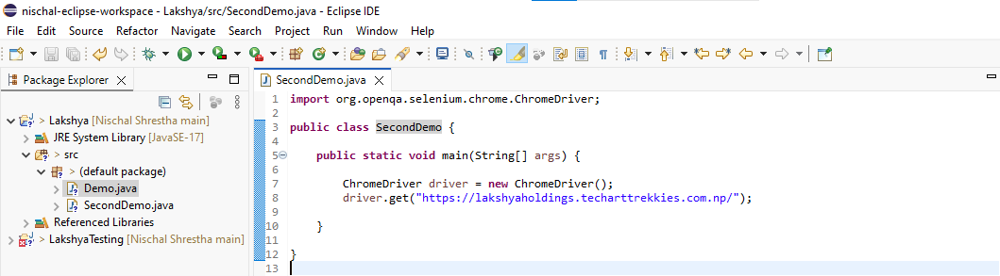 nischal-eclipse-workspace - Lakshya/src/SecondDemo.java - Eclipse IDE
File Edit Source Refactor Navigate Search Project Run Window Help
Package Explorer
SecondDemo.java
> Lakshya [Nischal Shrestha main]
JRE System Library [JavaSE-17]
> src
> (default package)
Demo.java
SecondDemo.java
Referenced Libraries
> LakshyaTesting [Nischal Shrestha main]
1 import org.openqa.selenium.chrome.ChromeDriver;
2
3 public class SecondDemo {
4
5 public static void main(String[] args) {
6
7 ChromeDriver driver = new ChromeDriver();
8 driver.get("https://lakshyaholdings.techarttrekkies.com.np/");
9
10 }
11
12 }
13